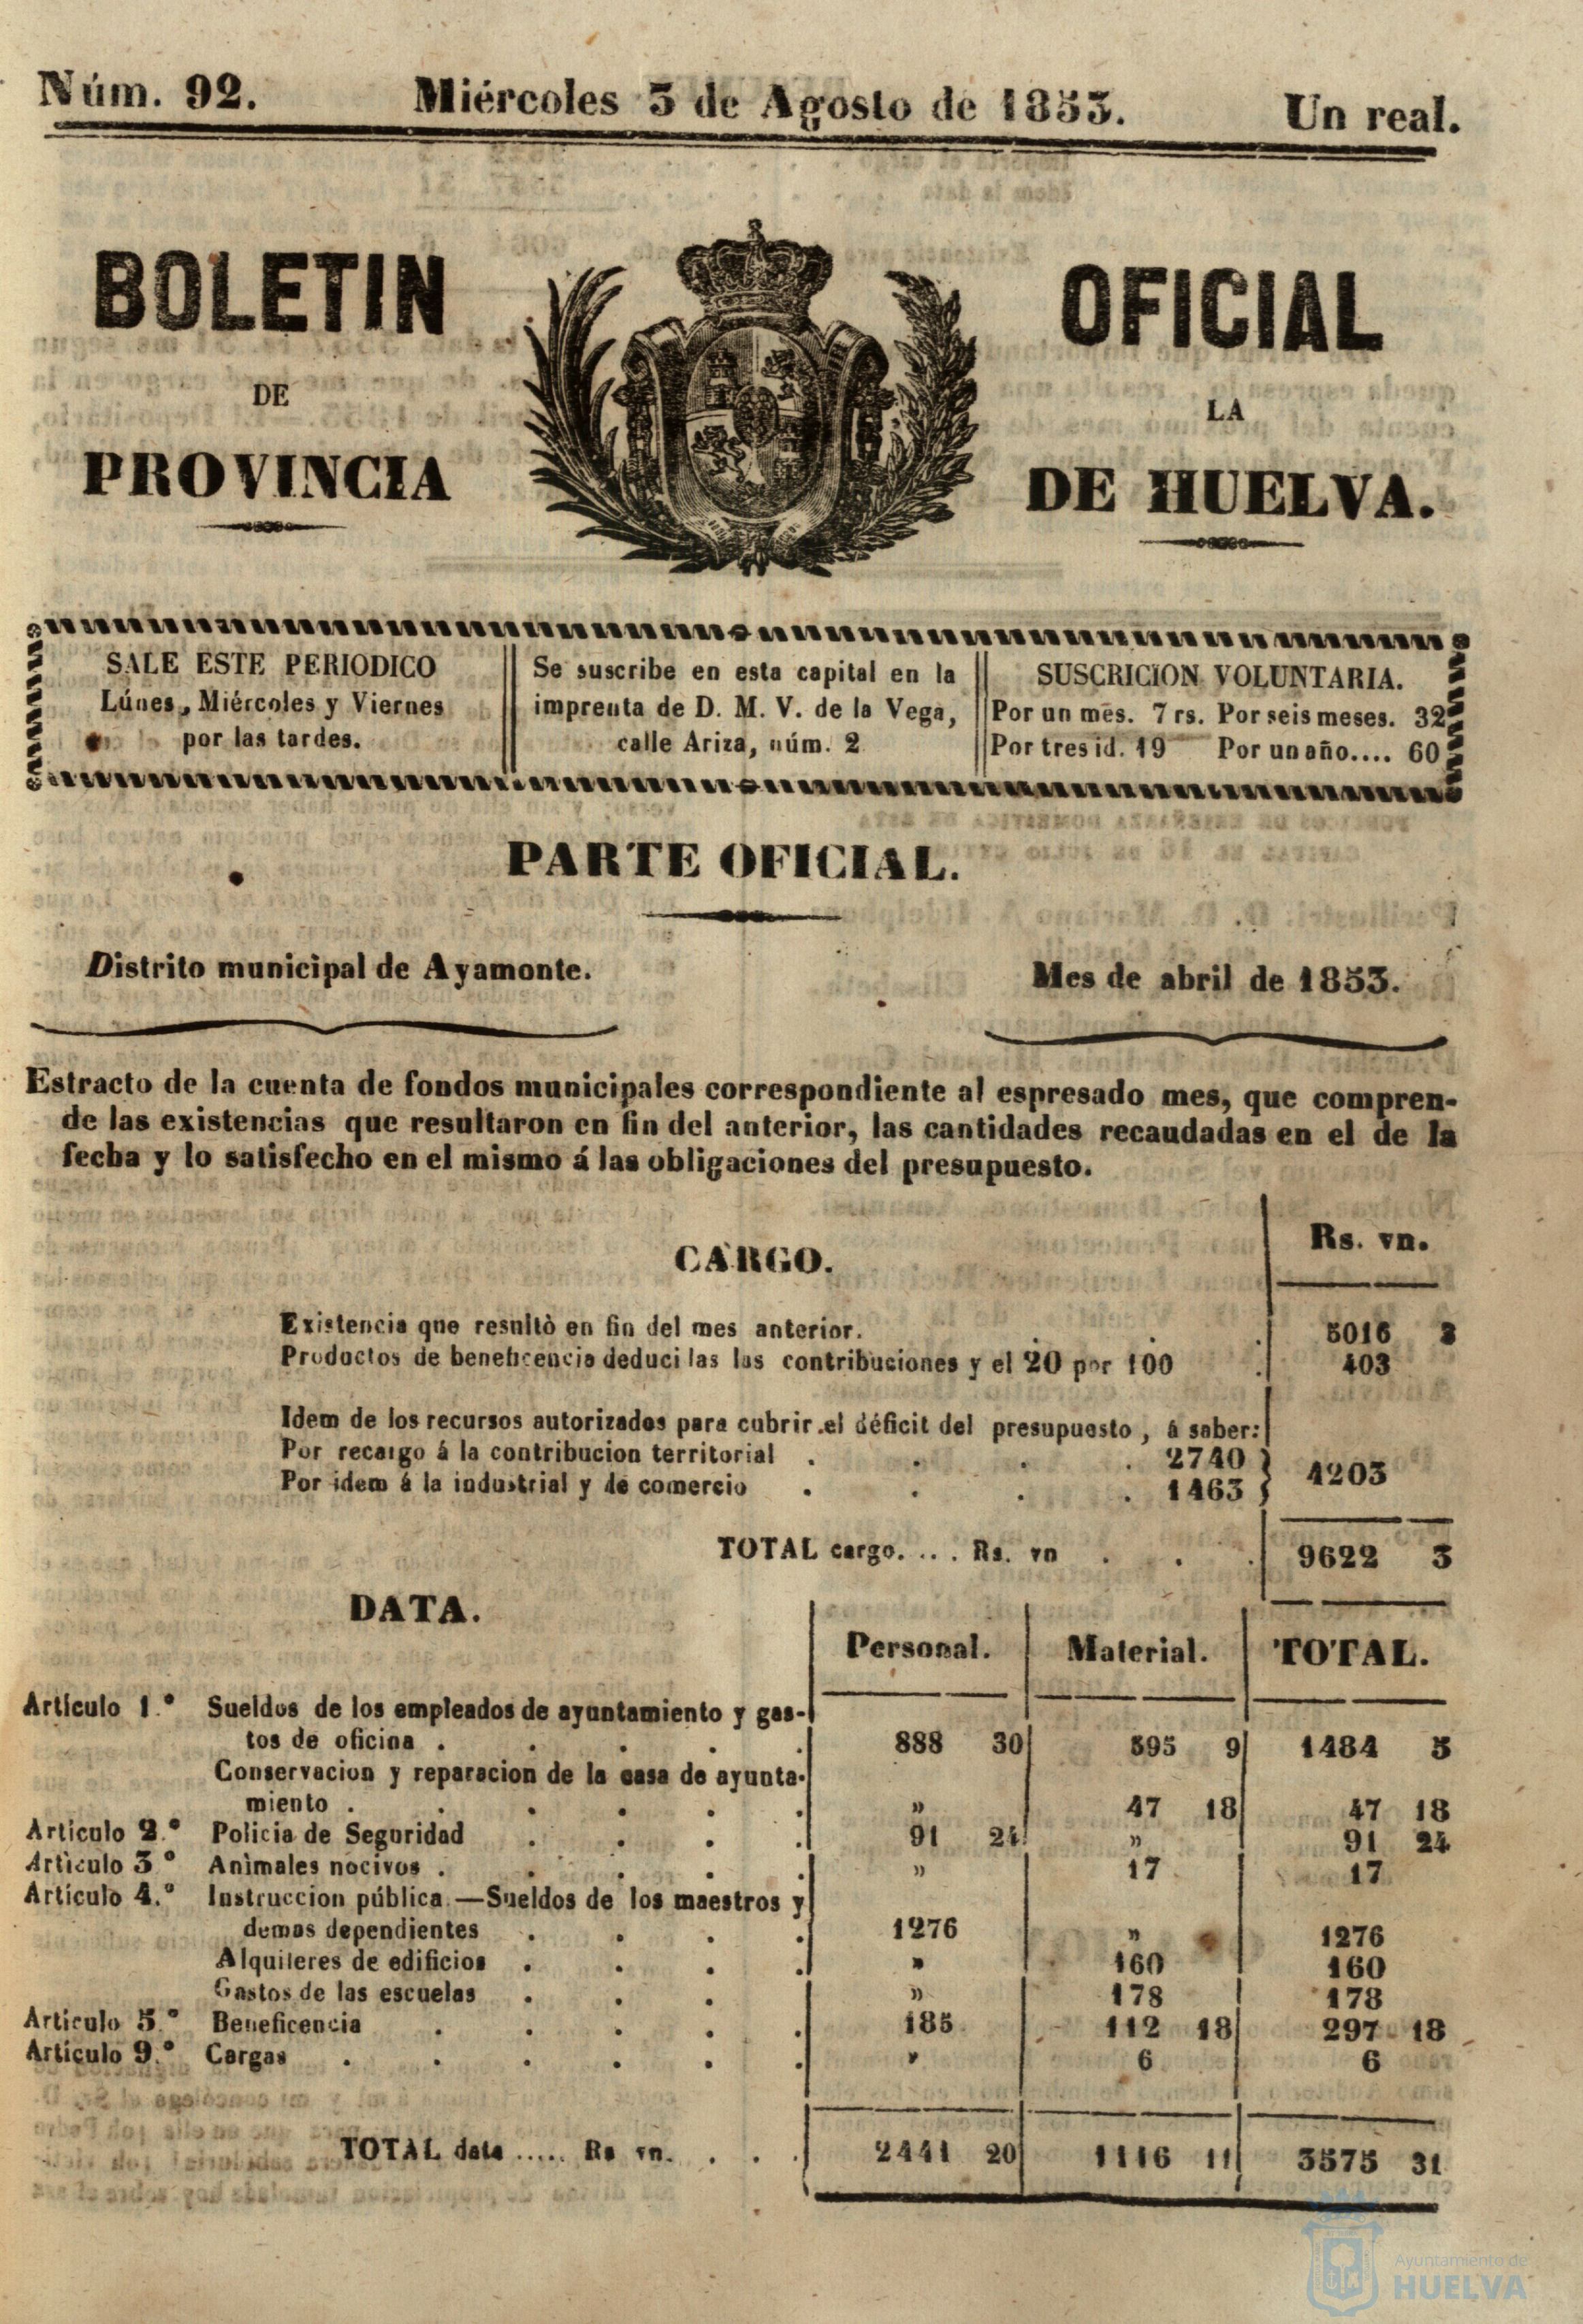 Núm. 92. Miércoles 3 de Agosto de 1853. Un real.
BOLETIN OFICIAL
DE LA
PROVINCIA DE HUELVA.
SALE ESTE PERIODICO
Lúnes, Miércoles y Viernes
por las tardes.
Se suscribe en esta capital en la
imprenta de D. M. V. de la Vega,
calle Ariza, núm. 2
SUSCRICION VOLUNTARIA.
Por un mes. 7 rs. Por seis meses. 32
Por tres id. 19 Por un año.... 60
PARTE OFICIAL.
Distrito municipal de Ayamonte. Mes de abril de 1853.
Estracto de la cuenta de fondos municipales correspondiente al espresado mes, que compren-
de las existencias que resultaron en fin del anterior, las cantidades recaudadas en el de la
fecha y lo satisfecho en el mismo á las obligaciones del presupuesto.
Rs. vn.
CARGO.
Existencia que resultò en fin del mes anterior. . . . 5016 3
Productos de beneficencia deducidas las contribuciones y el 20 por 100 . 403
Idem de los recursos autorizados para cubrir el déficit del presupuesto, á saber:
Por recargo á la contribucion territorial . . . . 2740
Por idem á la industrial y de comercio . . . . 1463 } 4203
TOTAL cargo. ... Rs. vn . . . 9622 3
DATA.
Personal. Material. TOTAL.
Artículo 1.º Sueldos de los empleados de ayuntamiento y gas-
tos de oficina . . . . . 888 30 595 9 1484 5
Conservacion y reparacion de la casa de ayunta-
miento . . . . . . » 47 18 47 18
Artículo 2.º Policia de Seguridad . . . . 91 24 » 91 24
Artìculo 3.º Anìmales nocivos . . . . . » 17 17
Artículo 4.º Instruccion pública.—Sueldos de los maestros y
demas dependientes . . . . 1276 » 1276
Alquileres de edificios . . . . » 160 160
Gastos de las escuelas . . . » 178 178
Articulo 5.º Beneficencia . . . . . 185 112 18 297 18
Artículo 9.º Cargas . . . . . . » 6 6
TOTAL data ..... Rs vn. . . . 2441 20 1116 11 3575 31
Ayuntamiento de
HUELVA